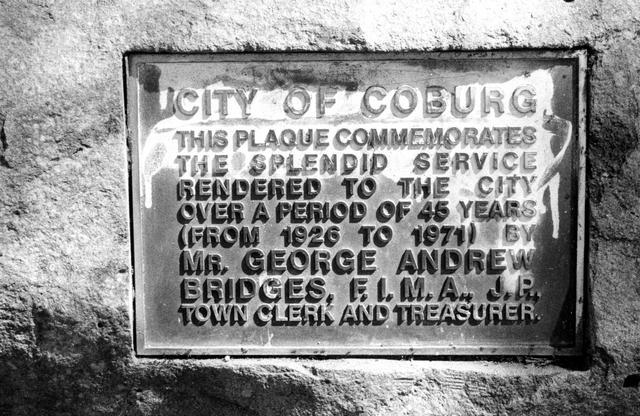 CITY OF COBURG
THIS PLAQUE COMMEMORATES
THE SPLENDID SERVICE
RENDERED TO THE CITY
OVER A PERIOD OF 45 YEARS
(FROM 1926 TO 1971) BY
MR. GEORGE ANDREW
BRIDGES, F.I.M.A., J.P.,
TOWN CLERK AND TREASURER.